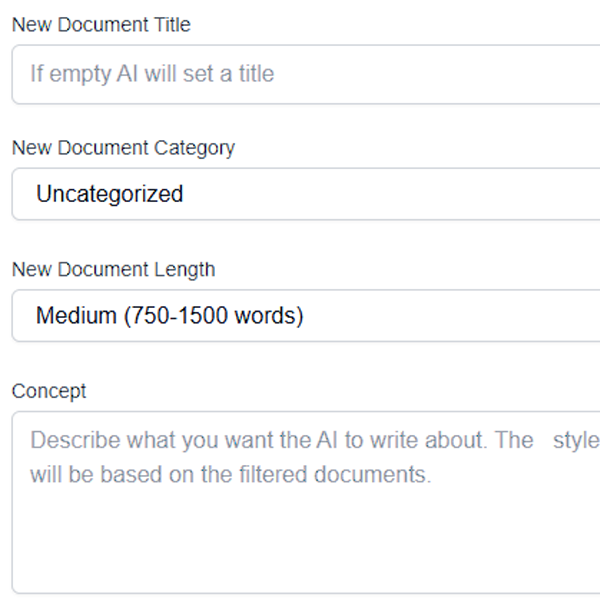 New Document Title
If empty AI will set a title
New Document Category
Uncategorized
New Document Length
Medium (750-1500 words)
Concept
Describe what you want the AI to write about. The   style
will be based on the filtered documents.